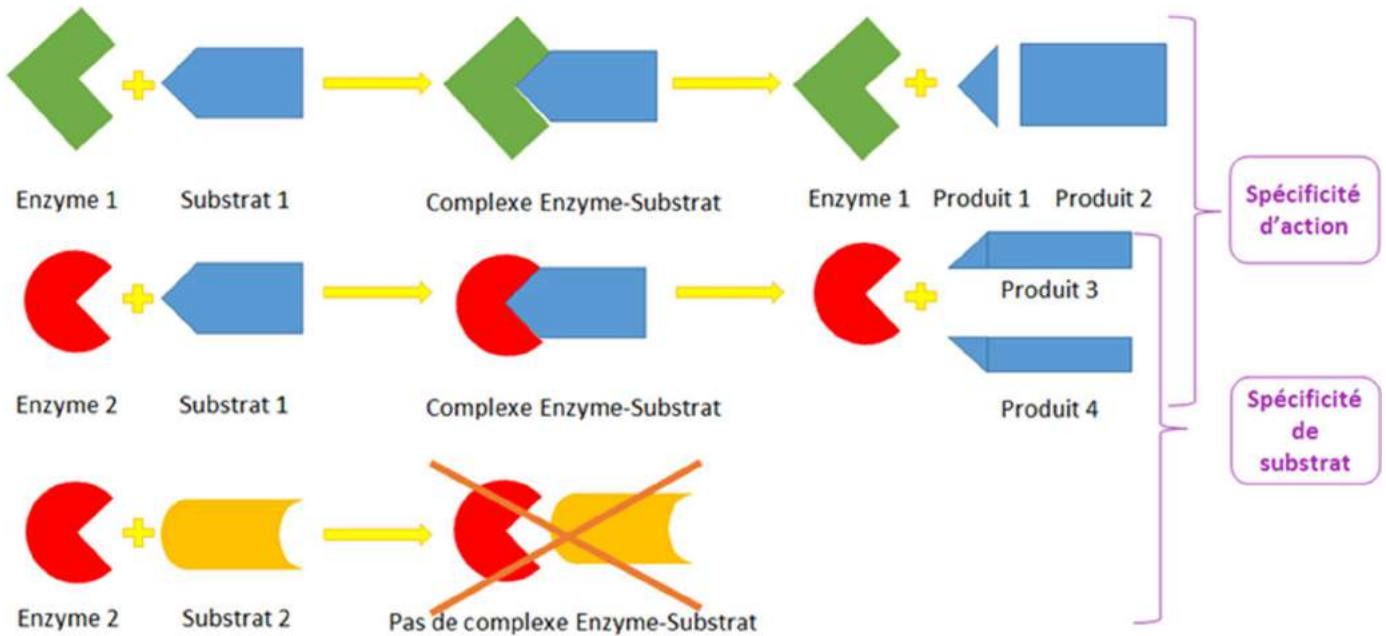 Enzyme 1 Substrat 1 Complexe Enzyme-Substrat Enzyme 1 Produit 1 Produit 2
Spécificité
d'action
Produit 3
Enzyme 2 Substrat 1 Complexe Enzyme-Substrat Produit 4
Spécificité
de
substrat
Enzyme 2 Substrat 2 Pas de complexe Enzyme-Substrat